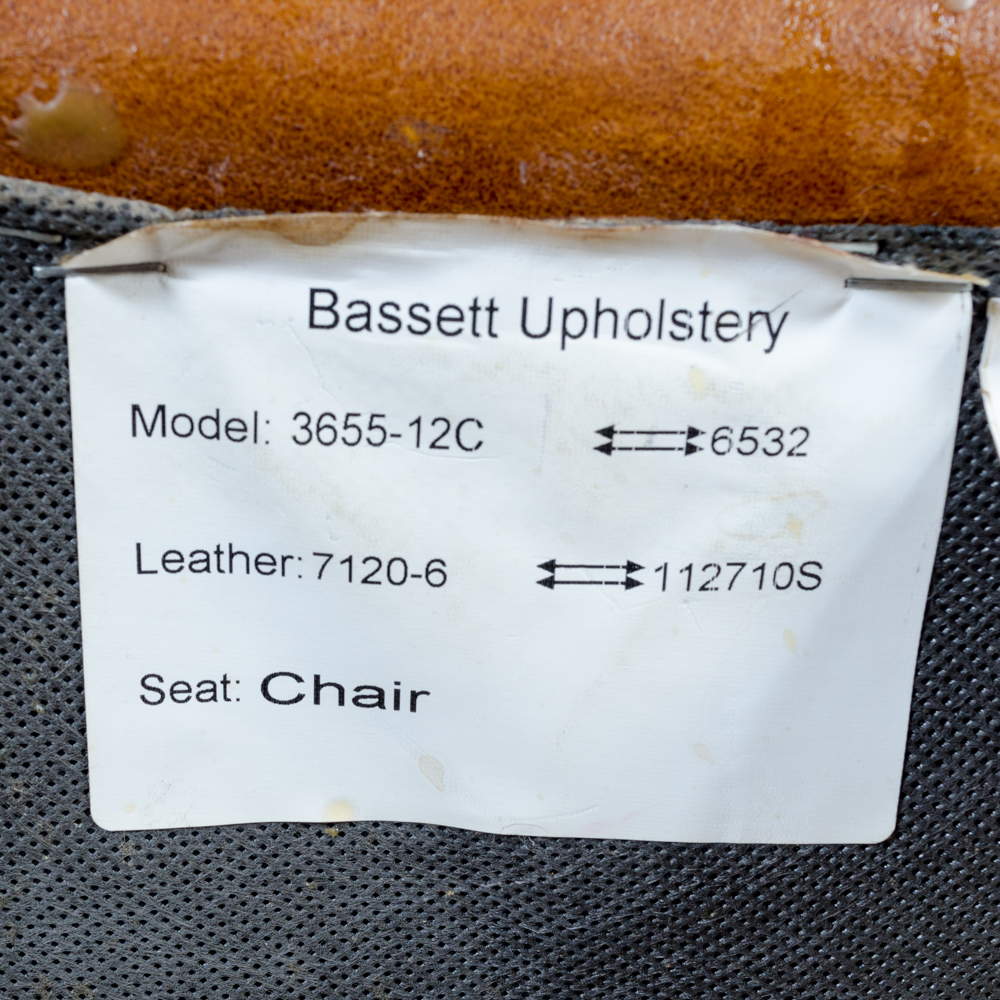 Bassett Upholstery
Model: 3655-12C 6532
Leather: 7120-6 112710S
Seat: Chair